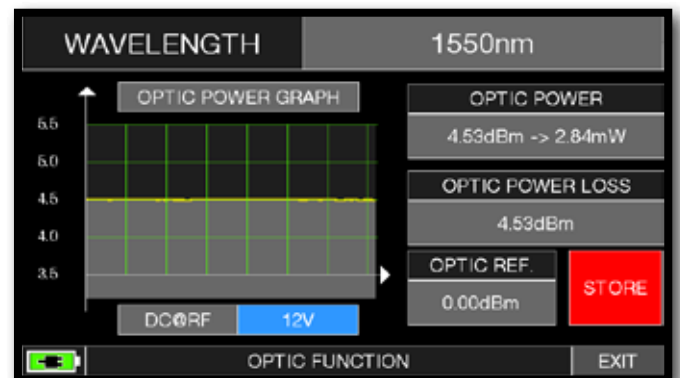 WAVELENGTH 1550nm
OPTIC POWER GRAPH
5.5
5.0
4.5
4.0
3.5
DC@RF 12V
OPTIC POWER
4.53dBm -> 2.84mW
OPTIC POWER LOSS
4.53dBm
OPTIC REF.
0.00dBm
STORE
OPTIC FUNCTION EXIT